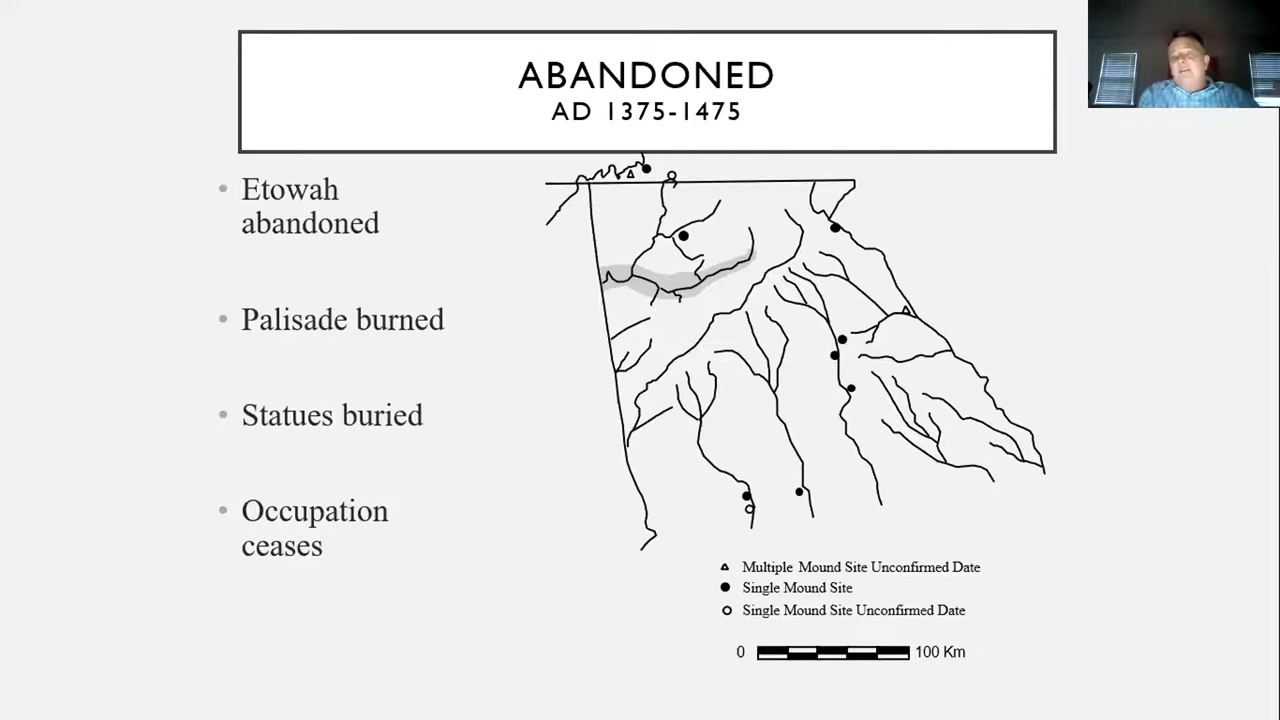 ABANDONED
AD 1375-1475
• Etowah
abandoned
• Palisade burned
• Statues buried
• Occupation
ceases
Multiple Mound Site Unconfirmed Date
Single Mound Site
Single Mound Site Unconfirmed Date
0 100 Km